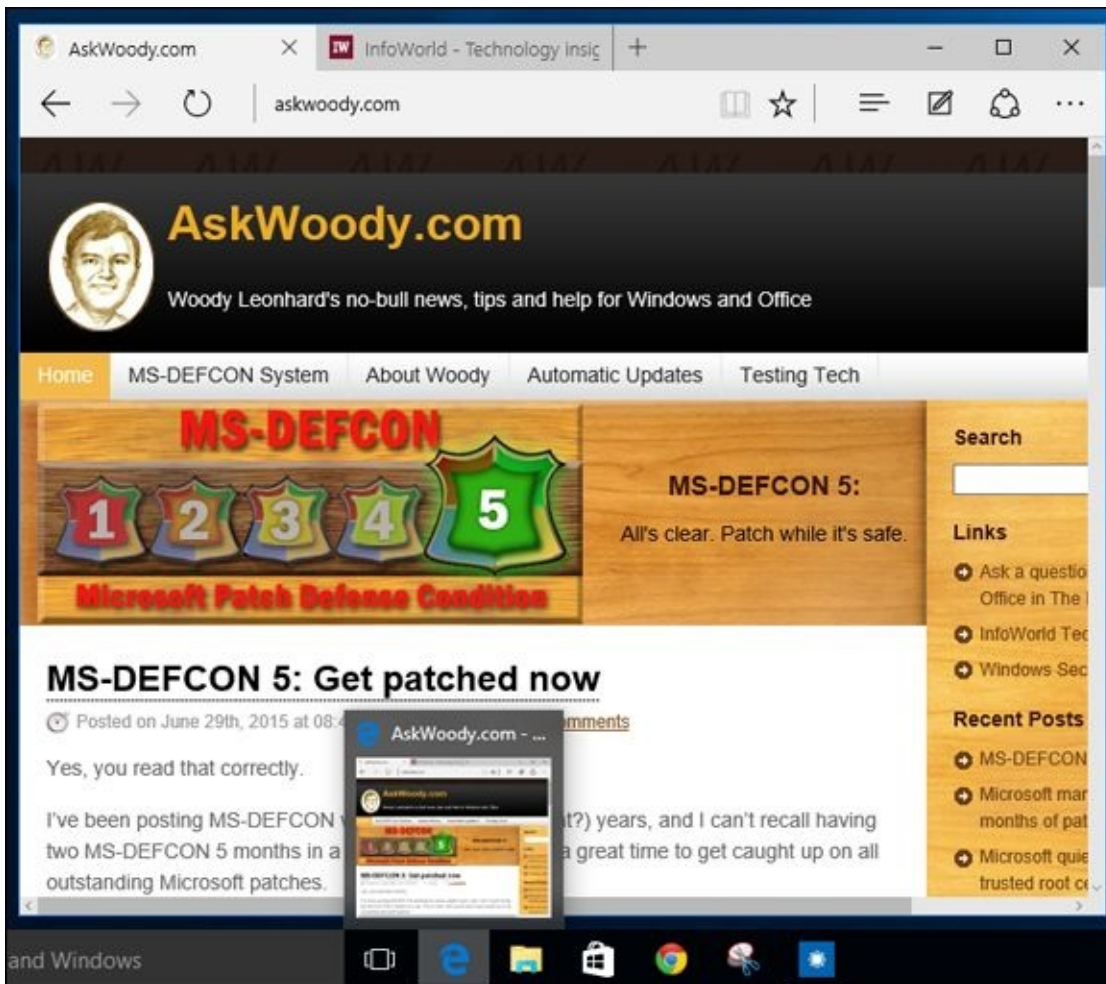 AskWoody.com
InfoWorld - Technology insig
askwoody.com
AskWoody.com
Woody Leonhard's no-bull news, tips and help for Windows and Office
Home MS-DEFCON System About Woody Automatic Updates Testing Tech
MS-DEFCON
1 2 3 4 5
Microsoft Patch Defense Condition
MS-DEFCON 5:
All's clear. Patch while it's safe.
MS-DEFCON 5: Get patched now
Posted on June 29th, 2015 at 08:4 mments
Yes, you read that correctly.
I've been posting MS-DEFCON t?) years, and I can't recall having
two MS-DEFCON 5 months in a a great time to get caught up on all
outstanding Microsoft patches.
Search
Links
Ask a questio
Office in The
InfoWorld Tec
Windows Sec
Recent Posts
MS-DEFCON
Microsoft mar
months of pat
Microsoft quie
trusted root ce
AskWoody.com - ...
AskWoody.com
and Windows